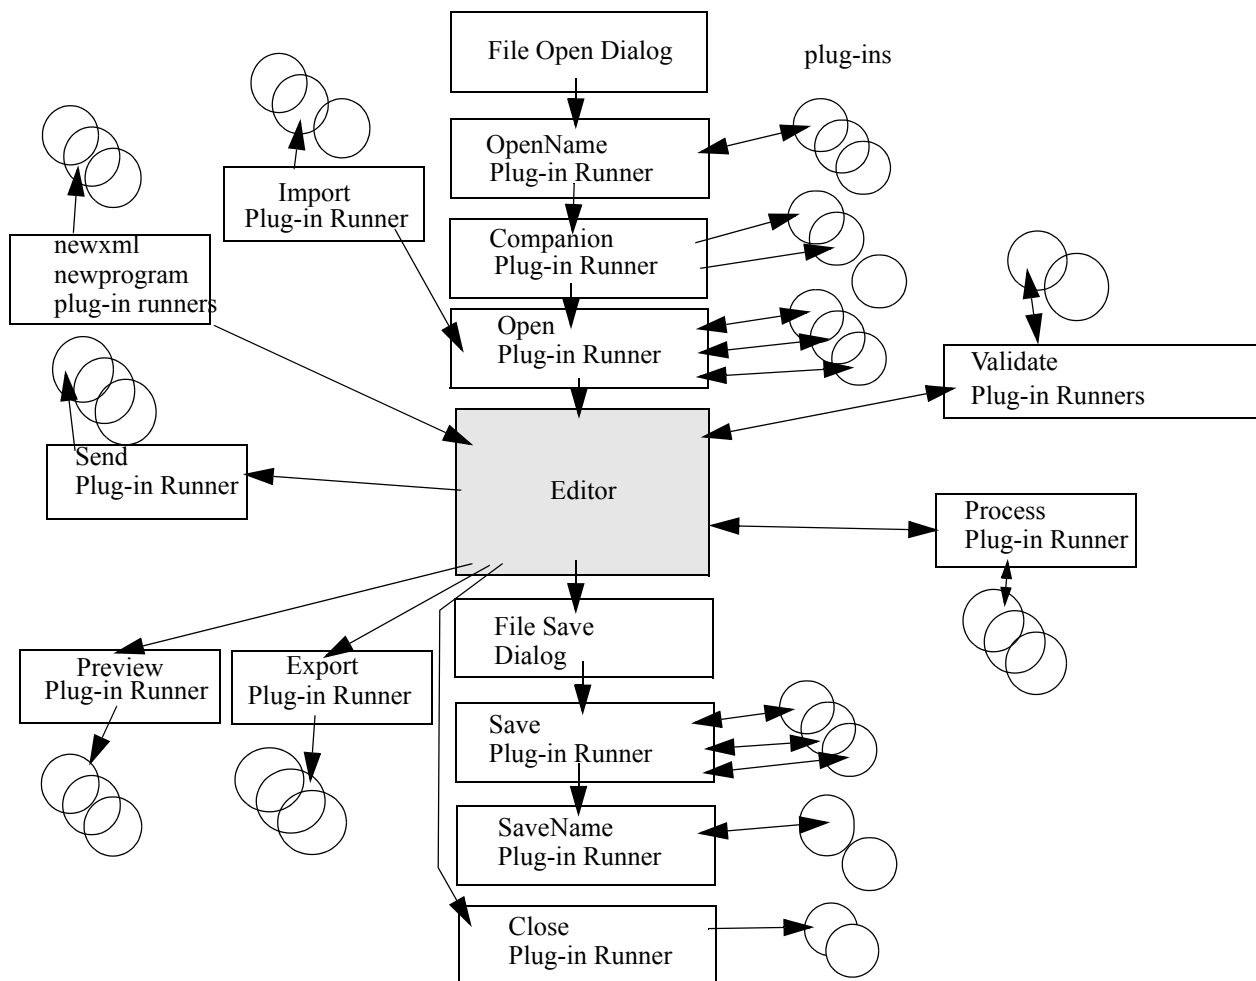 File Open Dialog
plug-ins
OpenName
Plug-in Runner
Import
Plug-in Runner
newxml
newprogram
plug-in runners
Companion
Plug-in Runner
Open
Plug-in Runner
Validate
Plug-in Runners
Send
Plug-in Runner
Editor
Process
Plug-in Runner
File Save
Dialog
Preview
Plug-in Runner
Export
Plug-in Runner
Save
Plug-in Runner
SaveName
Plug-in Runner
Close
Plug-in Runner